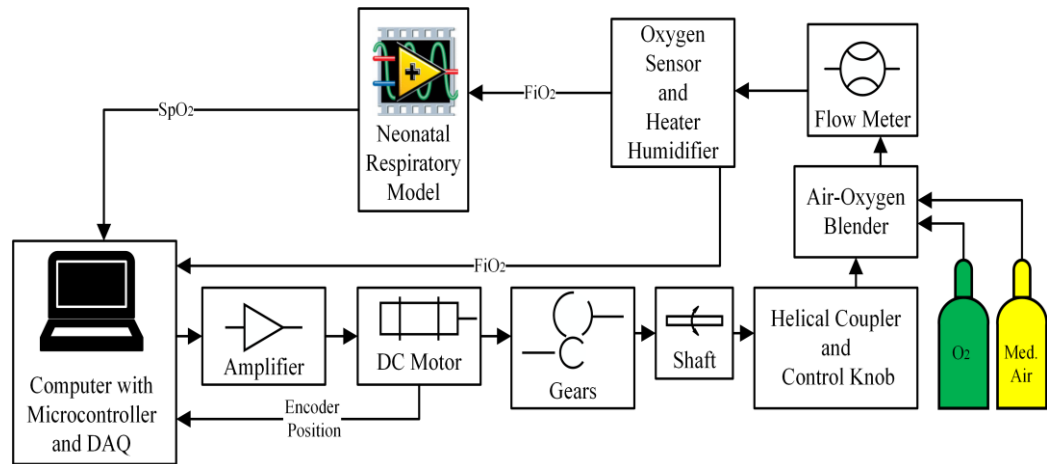 Oxygen
Sensor
and
Heater
Humidifier
Flow Meter
FiO₂
SpO₂
Neonatal
Respiratory
Model
Air-Oxygen
Blender
FiO₂
Computer with
Microcontroller
and DAQ
Amplifier
DC Motor
Encoder
Position
Gears
Shaft
Helical Coupler
and
Control Knob
O₂
Med.
Air